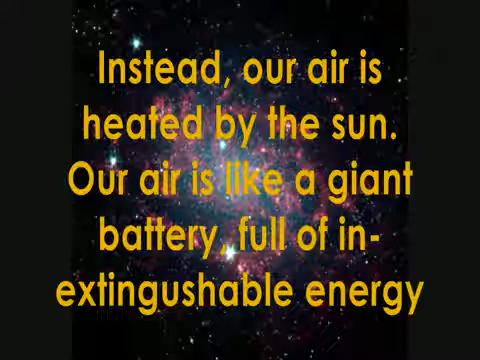 Instead, our air is
heated by the sun.
Our air is like a giant
battery, full of in-
extingushable energy